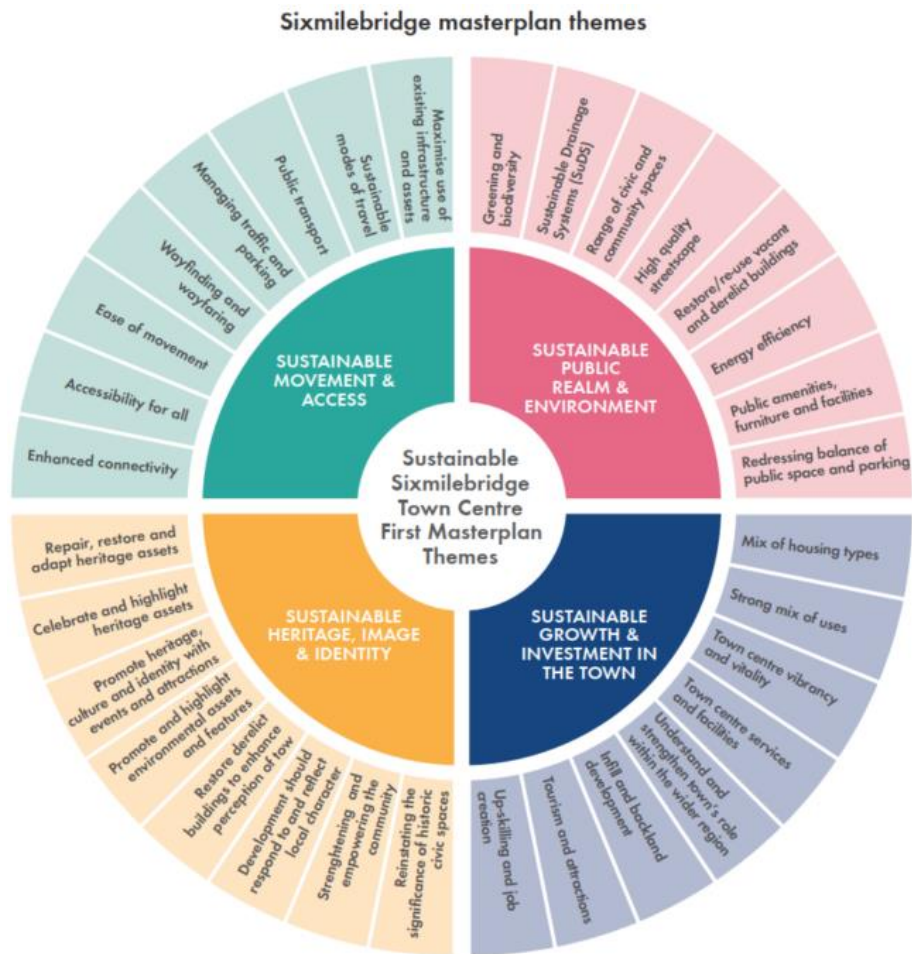 Sixmilebridge masterplan themes
Maximise use of
existing infrastructure
and assets
Sustainable
modes of travel
Public transport
Managing traffic and
parking
Wayfinding and
wayfaring
Ease of movement
Accessibility for all
Enhanced connectivity
SUSTAINABLE
MOVEMENT &
ACCESS
Greening and
biodiversity
Sustainable Drainage
Systems (SuDS)
Range of civic and
community spaces
High quality
streetscape
Restore/re-use vacant
and derelict buildings
Energy efficiency
Public amenities,
furniture and facilities
Redressing balance of
public space and parking
SUSTAINABLE
PUBLIC
REALM &
ENVIRONMENT
Sustainable
Sixmilebridge
Town Centre
First Masterplan
Themes
Repair, restore and
adapt heritage assets
Celebrate and highlight
heritage assets
Promote heritage,
culture and identity with
events and attractions
Promote and highlight
environmental assets
and features
Restore derelict
buildings to enhance
perception of tow
Development should
respond to and reflect
local character
Strenghtening and
empowering the
community
Reinstating the
significance of historic
civic spaces
SUSTAINABLE
HERITAGE, IMAGE
& IDENTITY
SUSTAINABLE
GROWTH &
INVESTMENT IN
THE TOWN
Mix of housing types
Strong mix of uses
Town centre vibrancy
and vitality
Town centre services
and facilities
Understand and
strengthen town's role
within the wider region
Infill and backland
development
Tourism and attractions
Up-skilling and job
creation